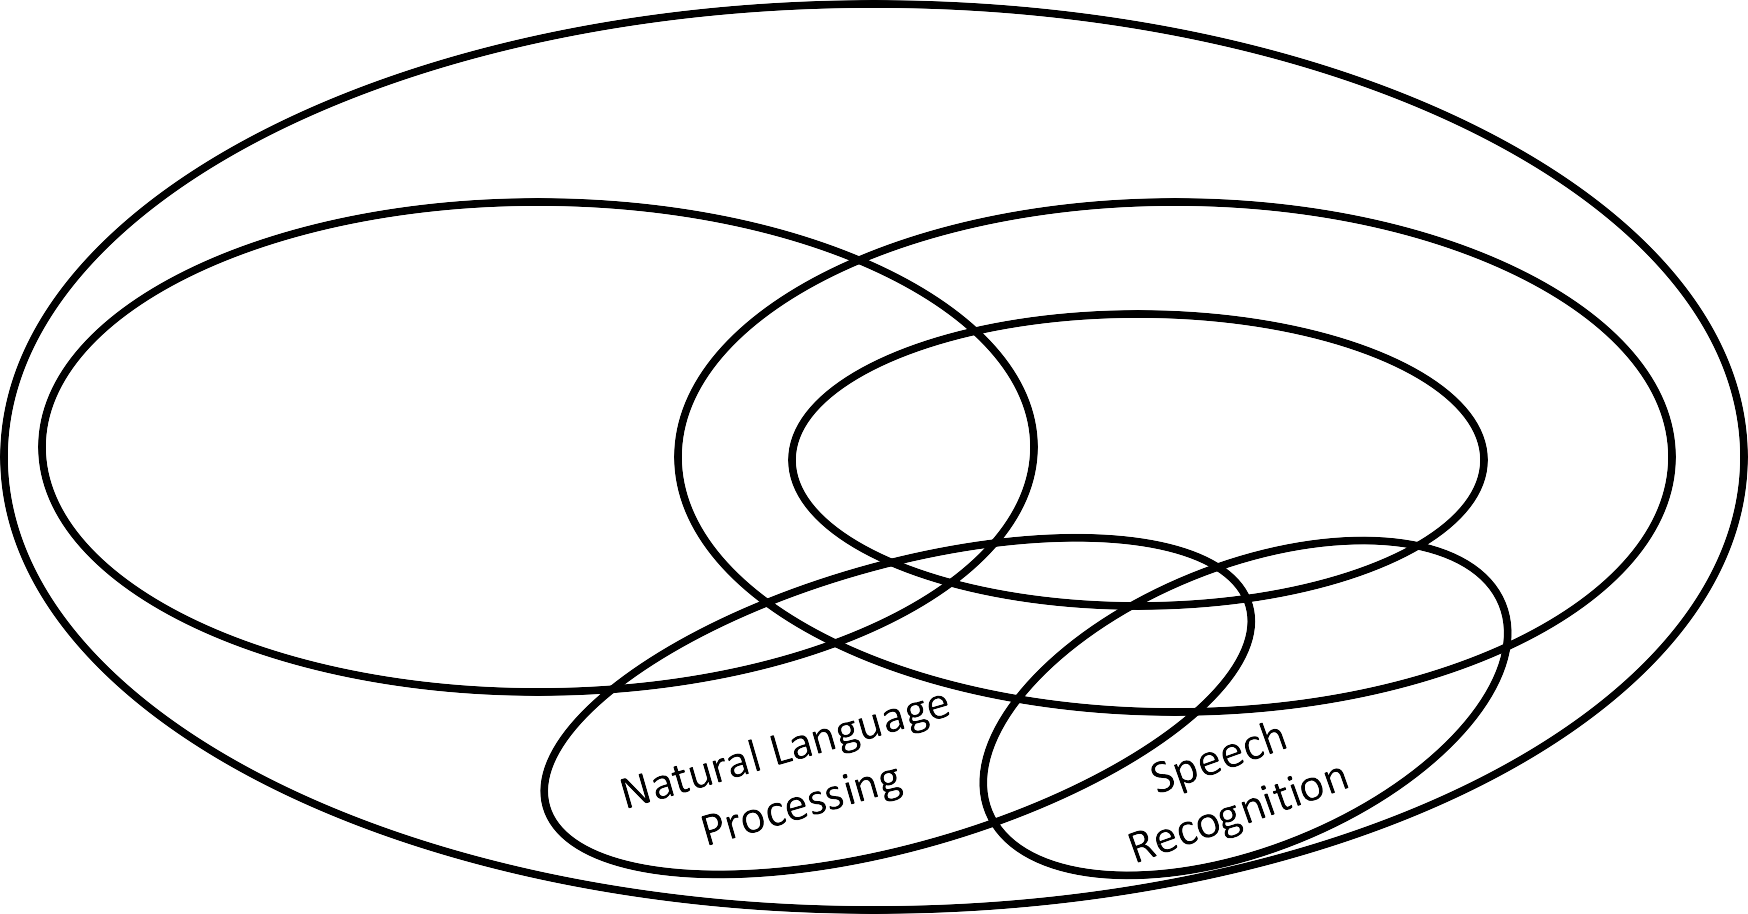 Natural Language
Processing
Speech
Recognition